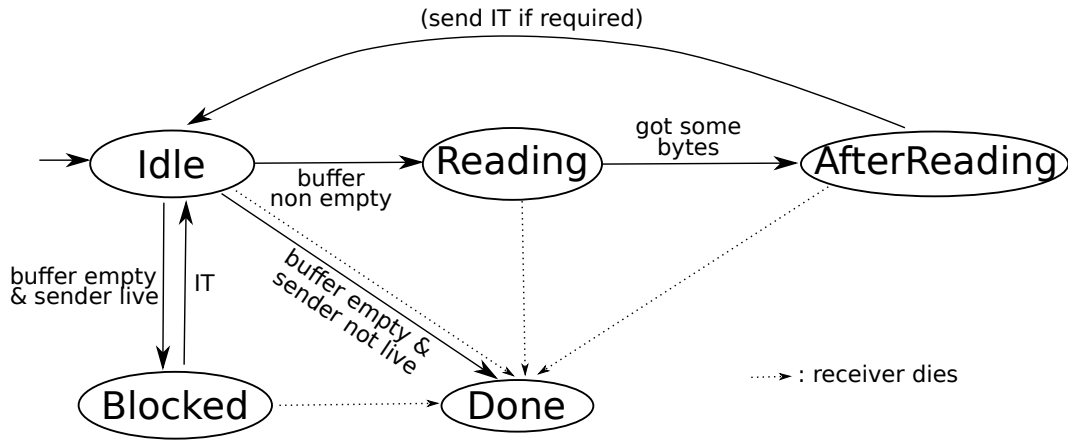 (send IT if required)
Idle
buffer
non empty
Reading
got some
bytes
AfterReading
buffer empty
& sender live
IT
buffer empty &
sender not live
Blocked
Done
: receiver dies